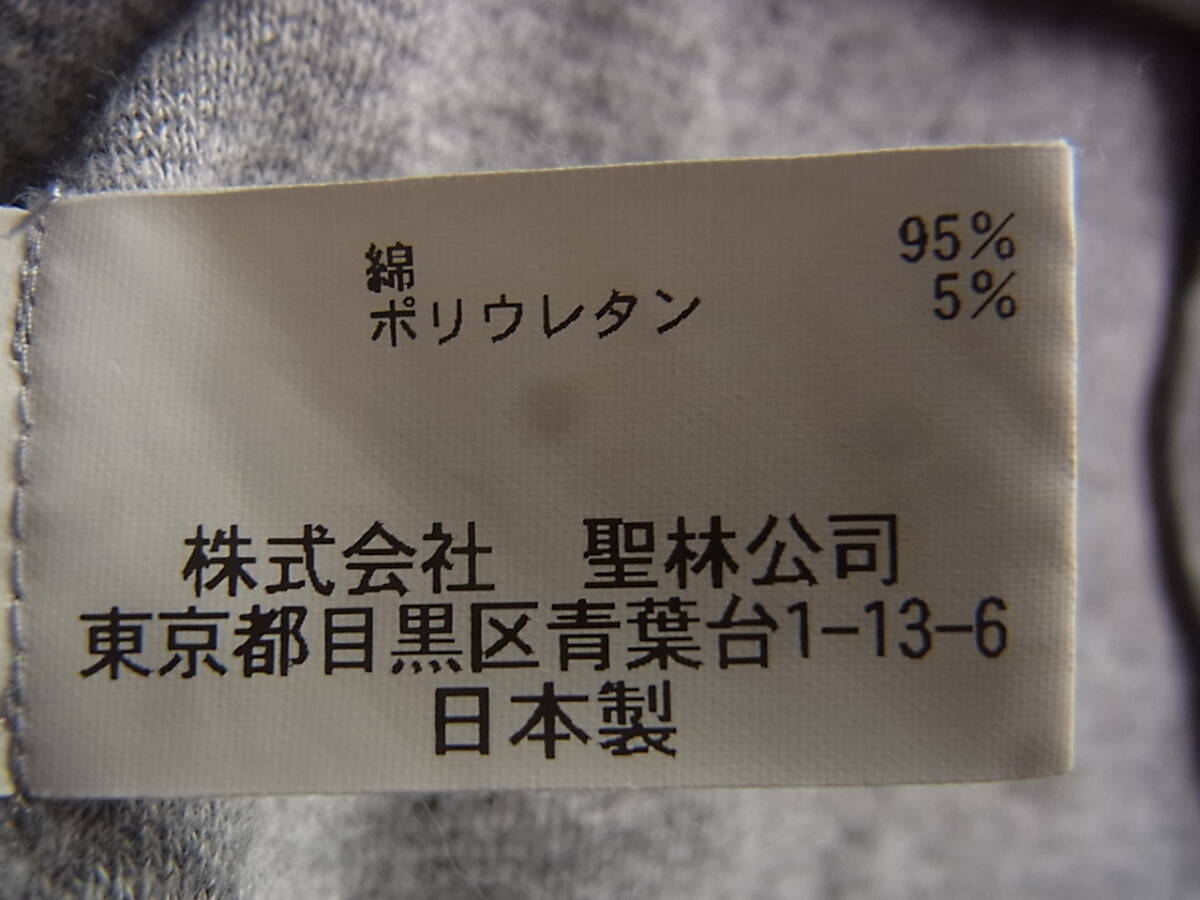 綿 95%
ポリウレタン 5%
株式会社　聖林公司
東京都目黒区青葉台1-13-6
日本製